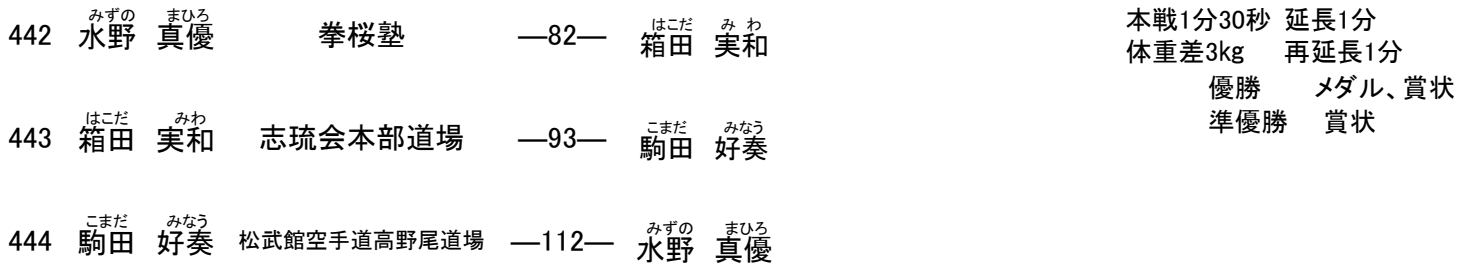 みずの まひろ はこだ み わ
442 水野 真優 拳桜塾 ―82― 箱田 実和
本戦1分30秒 延長1分
体重差3kg 再延長1分
優勝 メダル、賞状
準優勝 賞状
はこだ みわ こまだ みなう
443 箱田 実和 志琉会本部道場 ―93― 駒田 好奏
こまだ みなう みずの まひろ
444 駒田 好奏 松武館空手道高野尾道場 ―112― 水野 真優